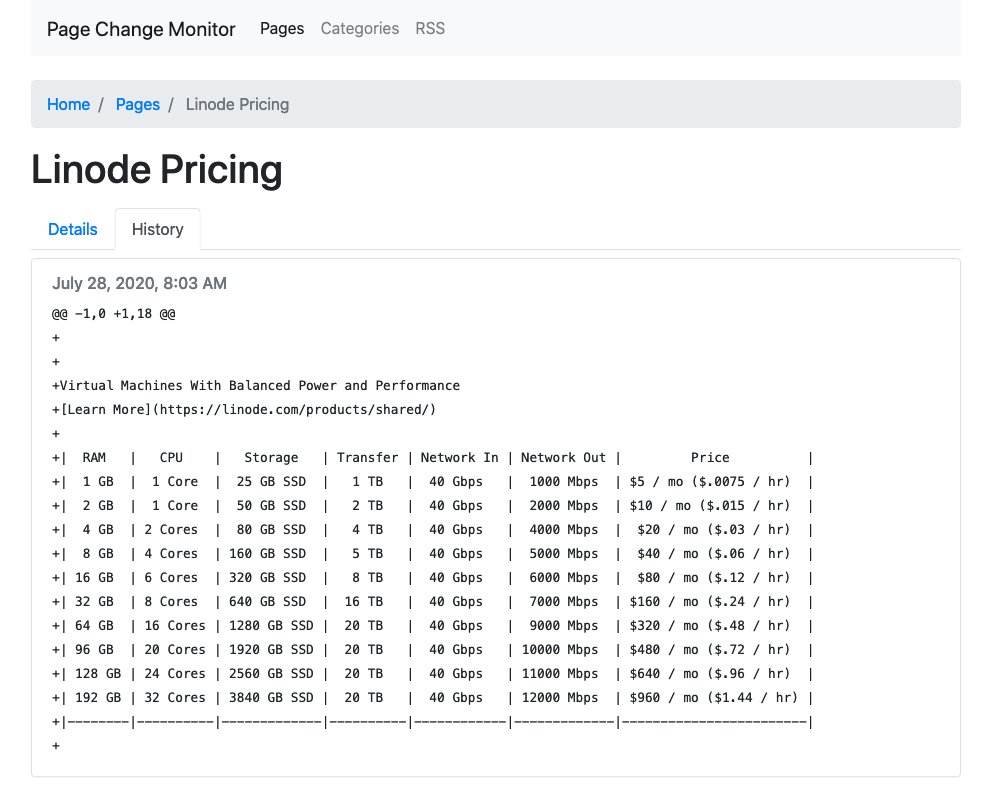 Page Change Monitor Pages Categories RSS
Home / Pages / Linode Pricing
Linode Pricing
Details History
July 28, 2020, 8:03 AM
@@ -1,0 +1,18 @@
+
+
+Virtual Machines With Balanced Power and Performance
+[Learn More](https://linode.com/products/shared/)
+
+|  RAM   |   CPU    |   Storage   | Transfer | Network In | Network Out |         Price          |
+|  1 GB  |  1 Core  |  25 GB SSD  |   1 TB   |  40 Gbps   |  1000 Mbps  | $5 / mo ($.0075 / hr)  |
+|  2 GB  |  1 Core  |  50 GB SSD  |   2 TB   |  40 Gbps   |  2000 Mbps  | $10 / mo ($.015 / hr)  |
+|  4 GB  | 2 Cores  |  80 GB SSD  |   4 TB   |  40 Gbps   |  4000 Mbps  |  $20 / mo ($.03 / hr)  |
+|  8 GB  | 4 Cores  | 160 GB SSD  |   5 TB   |  40 Gbps   |  5000 Mbps  |  $40 / mo ($.06 / hr)  |
+| 16 GB  | 6 Cores  | 320 GB SSD  |   8 TB   |  40 Gbps   |  6000 Mbps  |  $80 / mo ($.12 / hr)  |
+| 32 GB  | 8 Cores  | 640 GB SSD  |  16 TB   |  40 Gbps   |  7000 Mbps  | $160 / mo ($.24 / hr)  |
+| 64 GB  | 16 Cores | 1280 GB SSD |  20 TB   |  40 Gbps   |  9000 Mbps  | $320 / mo ($.48 / hr)  |
+| 96 GB  | 20 Cores | 1920 GB SSD |  20 TB   |  40 Gbps   | 10000 Mbps  | $480 / mo ($.72 / hr)  |
+| 128 GB | 24 Cores | 2560 GB SSD |  20 TB   |  40 Gbps   | 11000 Mbps  | $640 / mo ($.96 / hr)  |
+| 192 GB | 32 Cores | 3840 GB SSD |  20 TB   |  40 Gbps   | 12000 Mbps  | $960 / mo ($1.44 / hr) |
+|--------|----------|-------------|----------|------------|-------------|------------------------|
+